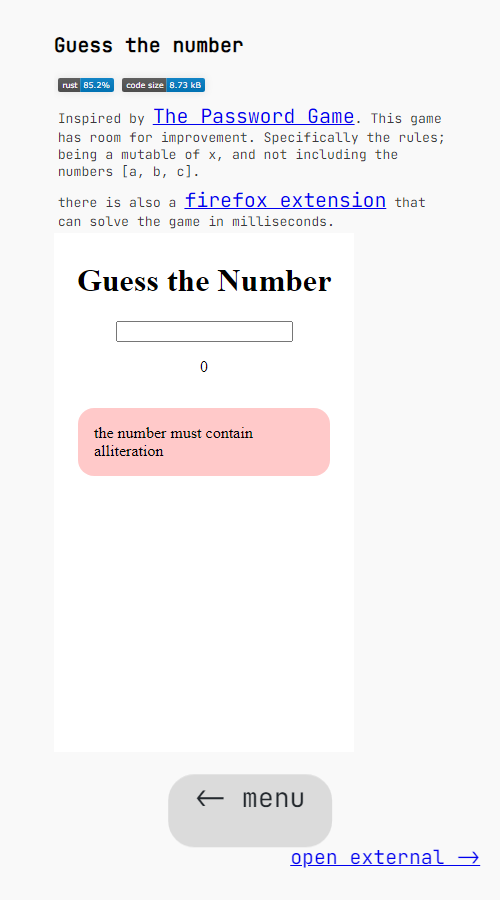 Guess the number
rust 85.2% code size 8.73 kB
Inspired by The Password Game. This game
has room for improvement. Specifically the rules;
being a mutable of x, and not including the
numbers [a, b, c].
there is also a firefox extension that
can solve the game in milliseconds.
Guess the Number
0
the number must contain
alliteration
← menu
open external →